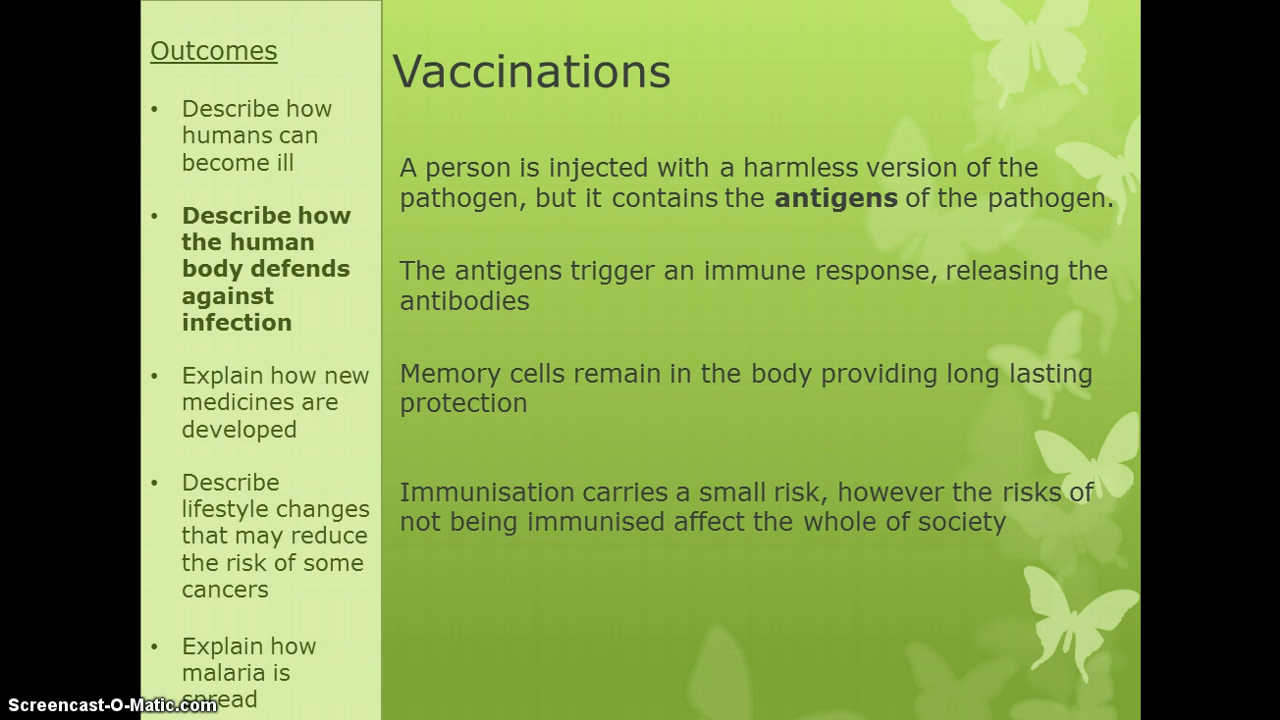 Outcomes
• Describe how
humans can
become ill
• Describe how
the human
body defends
against
infection
• Explain how new
medicines are
developed
• Describe
lifestyle changes
that may reduce
the risk of some
cancers
• Explain how
malaria is
spread
Vaccinations
A person is injected with a harmless version of the
pathogen, but it contains the antigens of the pathogen.
The antigens trigger an immune response, releasing the
antibodies
Memory cells remain in the body providing long lasting
protection
Immunisation carries a small risk, however the risks of
not being immunised affect the whole of society
Screencast-O-Matic.com